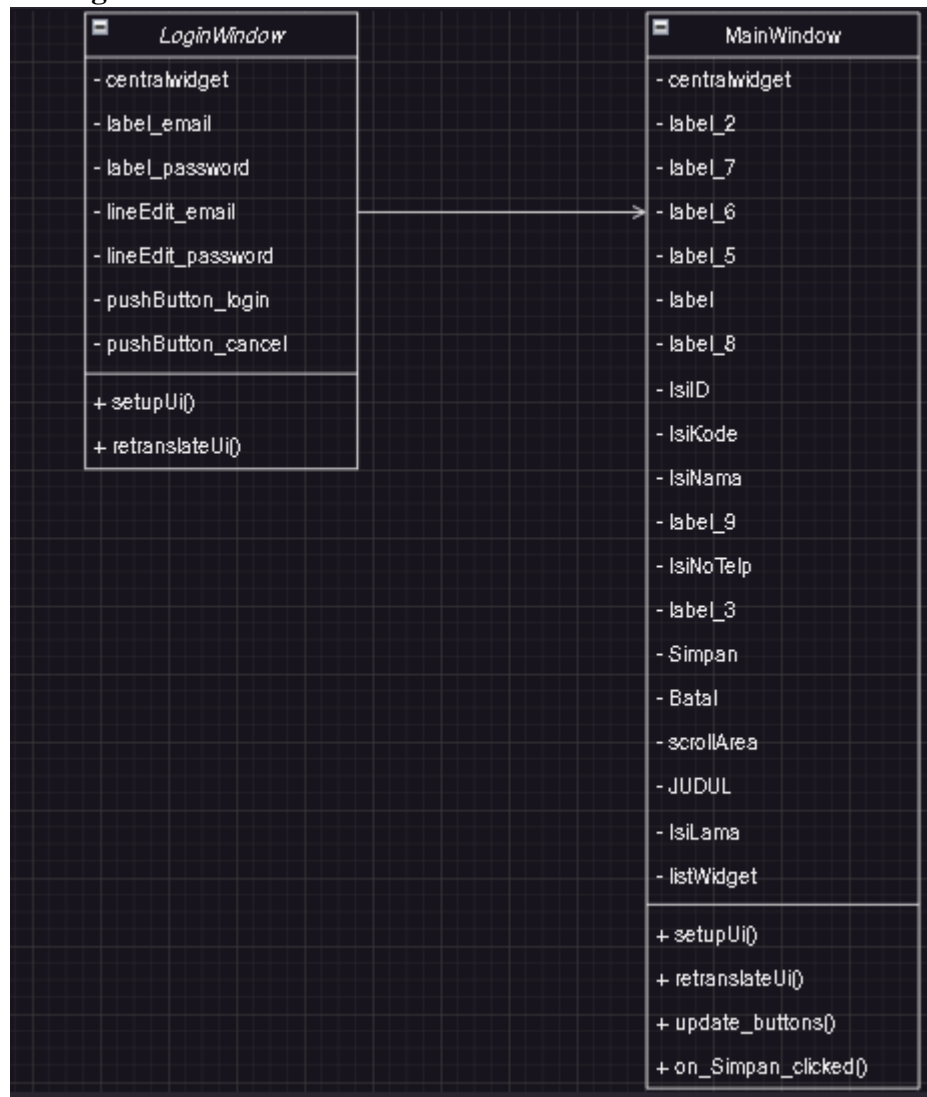 LoginWindow
- centralwidget
- label_email
- label_password
- lineEdit_email
- lineEdit_password
- pushButton_login
- pushButton_cancel
+ setupUi()
+ retranslateUi()
MainWindow
- centralwidget
- label_2
- label_7
- label_6
- label_5
- label
- label_8
- IsiID
- IsiKode
- IsiNama
- label_9
- IsiNoTelp
- label_3
- Simpan
- Batal
- scrollArea
- JUDUL
- IsiLama
- listWidget
+ setupUi()
+ retranslateUi()
+ update_buttons()
+ on_Simpan_clicked()